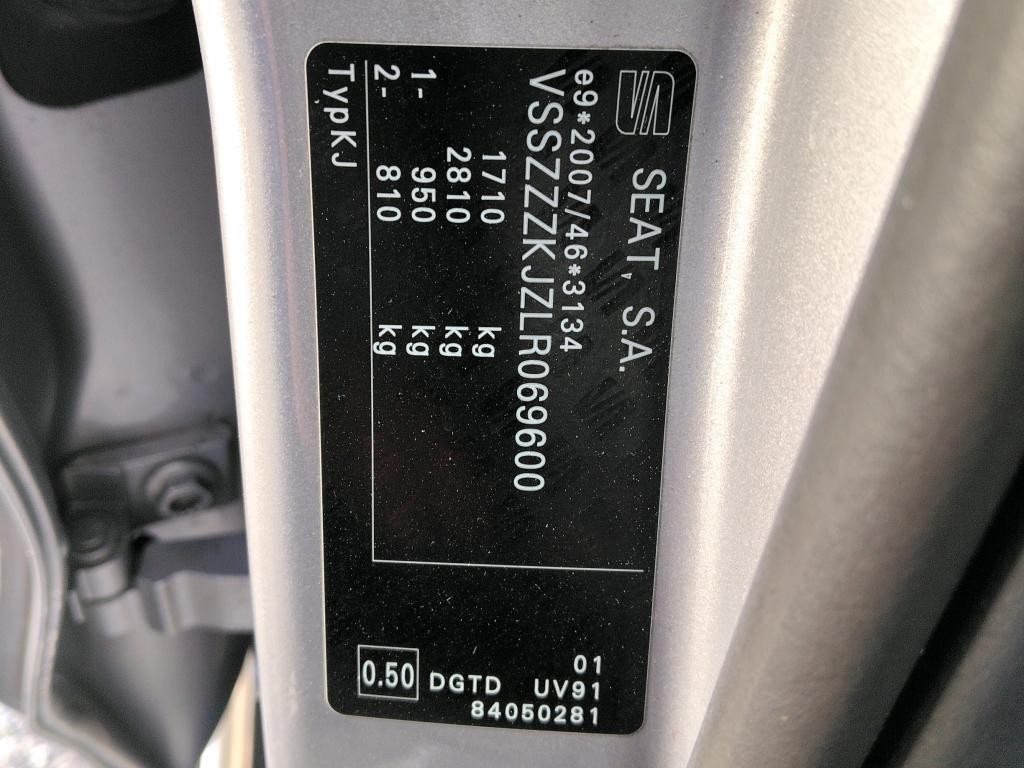 SEAT, S.A.
e9*2007/46*3134
VSSZZZKJZLR069600
1710 kg
2810 kg
1- 950 kg
2- 810 kg
TypKJ
01
DGTD UV91
0.50
84050281